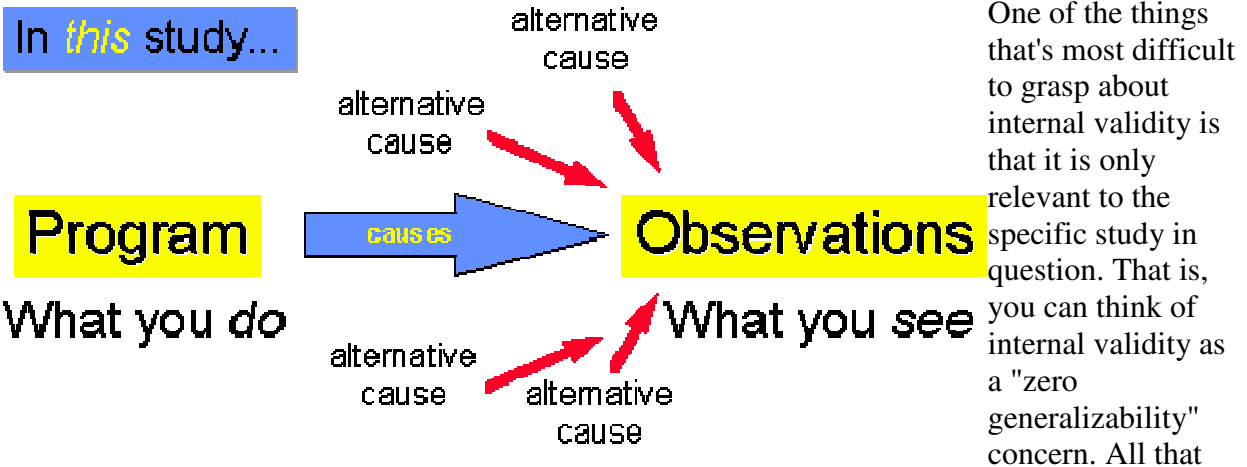 In this study...
alternative
cause
alternative
cause
Program
causes
Observations
What you do
What you see
alternative
cause
alternative
cause
One of the things
that's most difficult
to grasp about
internal validity is
that it is only
relevant to the
specific study in
question. That is,
you can think of
internal validity as
a "zero
generalizability"
concern. All that